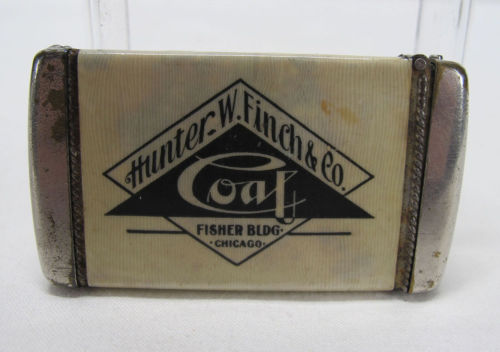 Hunter W. Finch & Co.
Coal
FISHER BLDG·
·CHICAGO·